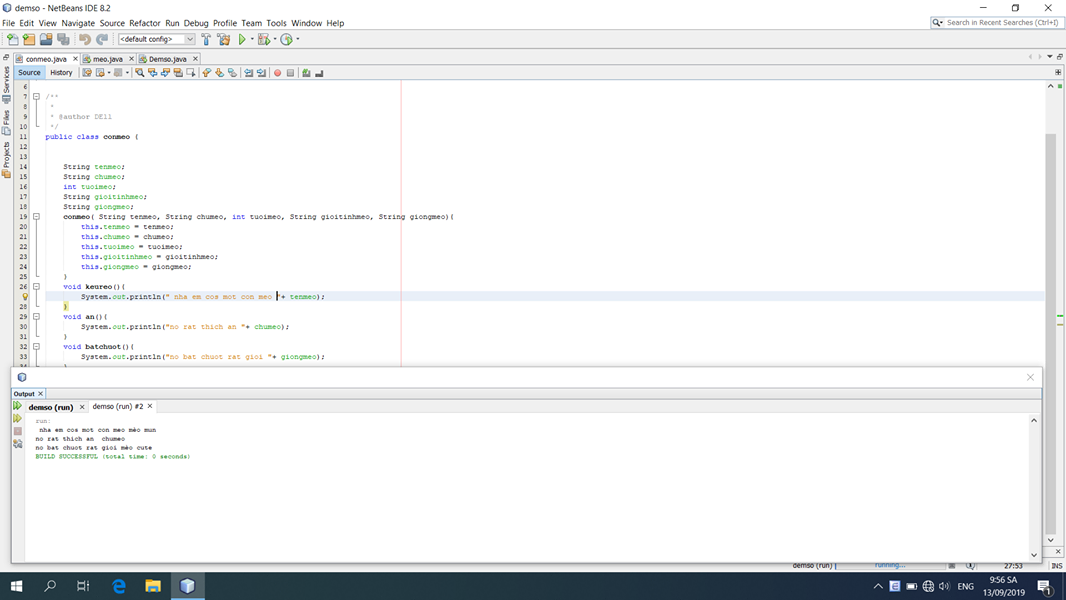 demso - NetBeans IDE 8.2
File Edit View Navigate Source Refactor Run Debug Profile Team Tools Window Help
Search in Recent Searches (Ctrl+I)
<default config>
conmeo.java
meo.java
Demso.java
Source
History
Services
Files
Projects
6
7 /**
8 *
9 * @author DE11
10 */
11 public class conmeo {
12
13
14 String tenmeo;
15 String chumeo;
16 int tuoimeo;
17 String gioitinhmeo;
18 String giongmeo;
19 conmeo( String tenmeo, String chumeo, int tuoimeo, String gioitinhmeo, String giongmeo){
20 this.tenmeo = tenmeo;
21 this.chumeo = chumeo;
22 this.tuoimeo = tuoimeo;
23 this.gioitinhmeo = gioitinhmeo;
24 this.giongmeo = giongmeo;
25 }
26 void keureo(){
System.out.println(" nha em cos mot con meo "+ tenmeo);
28 }
29 void an(){
30 System.out.println("no rat thich an "+ chumeo);
31 }
32 void batchuot(){
33 System.out.println("no bat chuot rat gioi "+ giongmeo);
Output
demso (run)
demso (run) #2
run:
nha em cos mot con meo mèo mun
no rat thich an chumeo
no bat chuot rat gioi mèo cute
BUILD SUCCESSFUL (total time: 0 seconds)
demso (run)
running...
27:53
INS
ENG
9:56 SA
13/09/2019
1